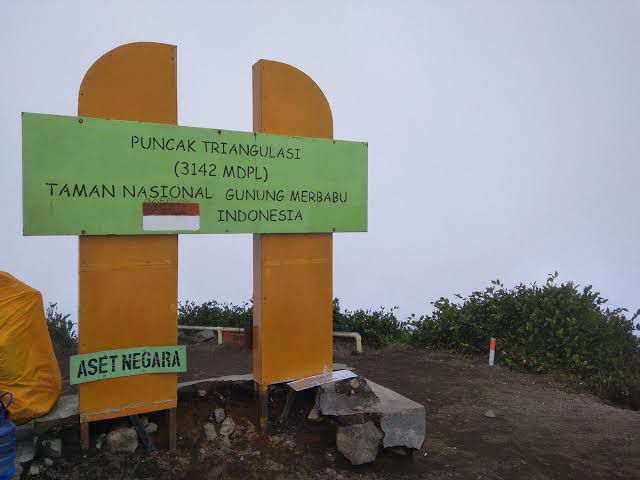 PUNCAK TRIANGULASI
(3142 MDPL)
TAMAN NASIONAL GUNUNG MERBABU
INDONESIA
ASET NEGARA